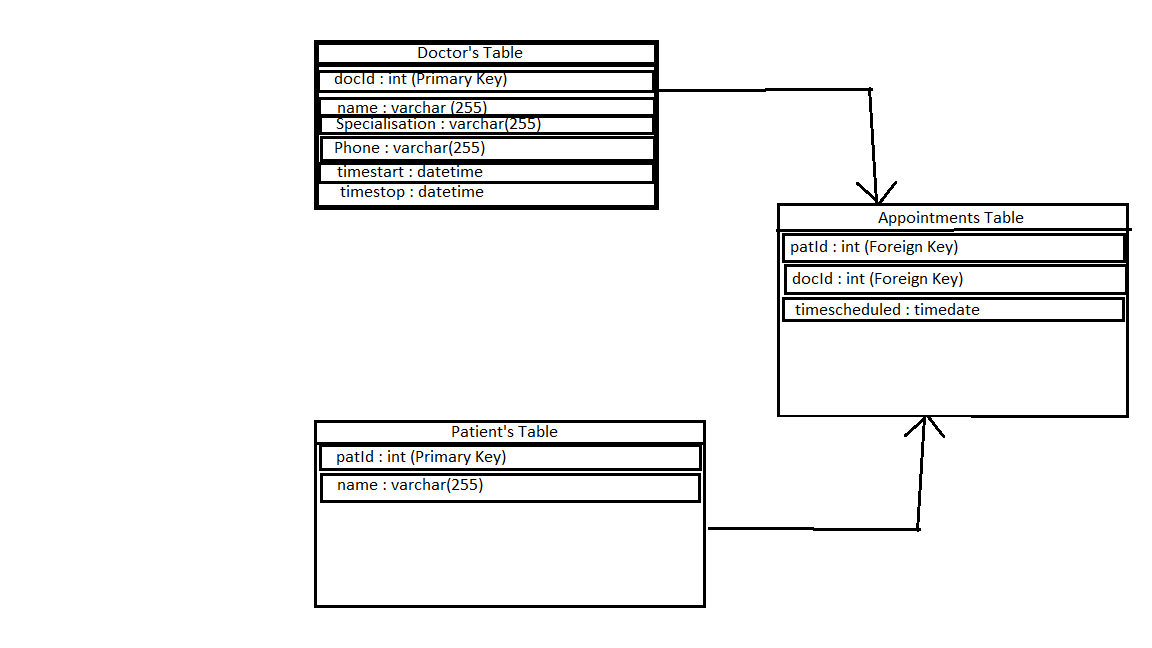 Doctor's Table
docId : int (Primary Key)
name : varchar (255)
Specialisation : varchar(255)
Phone : varchar(255)
timestart : datetime
timestop : datetime
Appointments Table
patId : int (Foreign Key)
docId : int (Foreign Key)
timescheduled : timedate
Patient's Table
patId : int (Primary Key)
name : varchar(255)